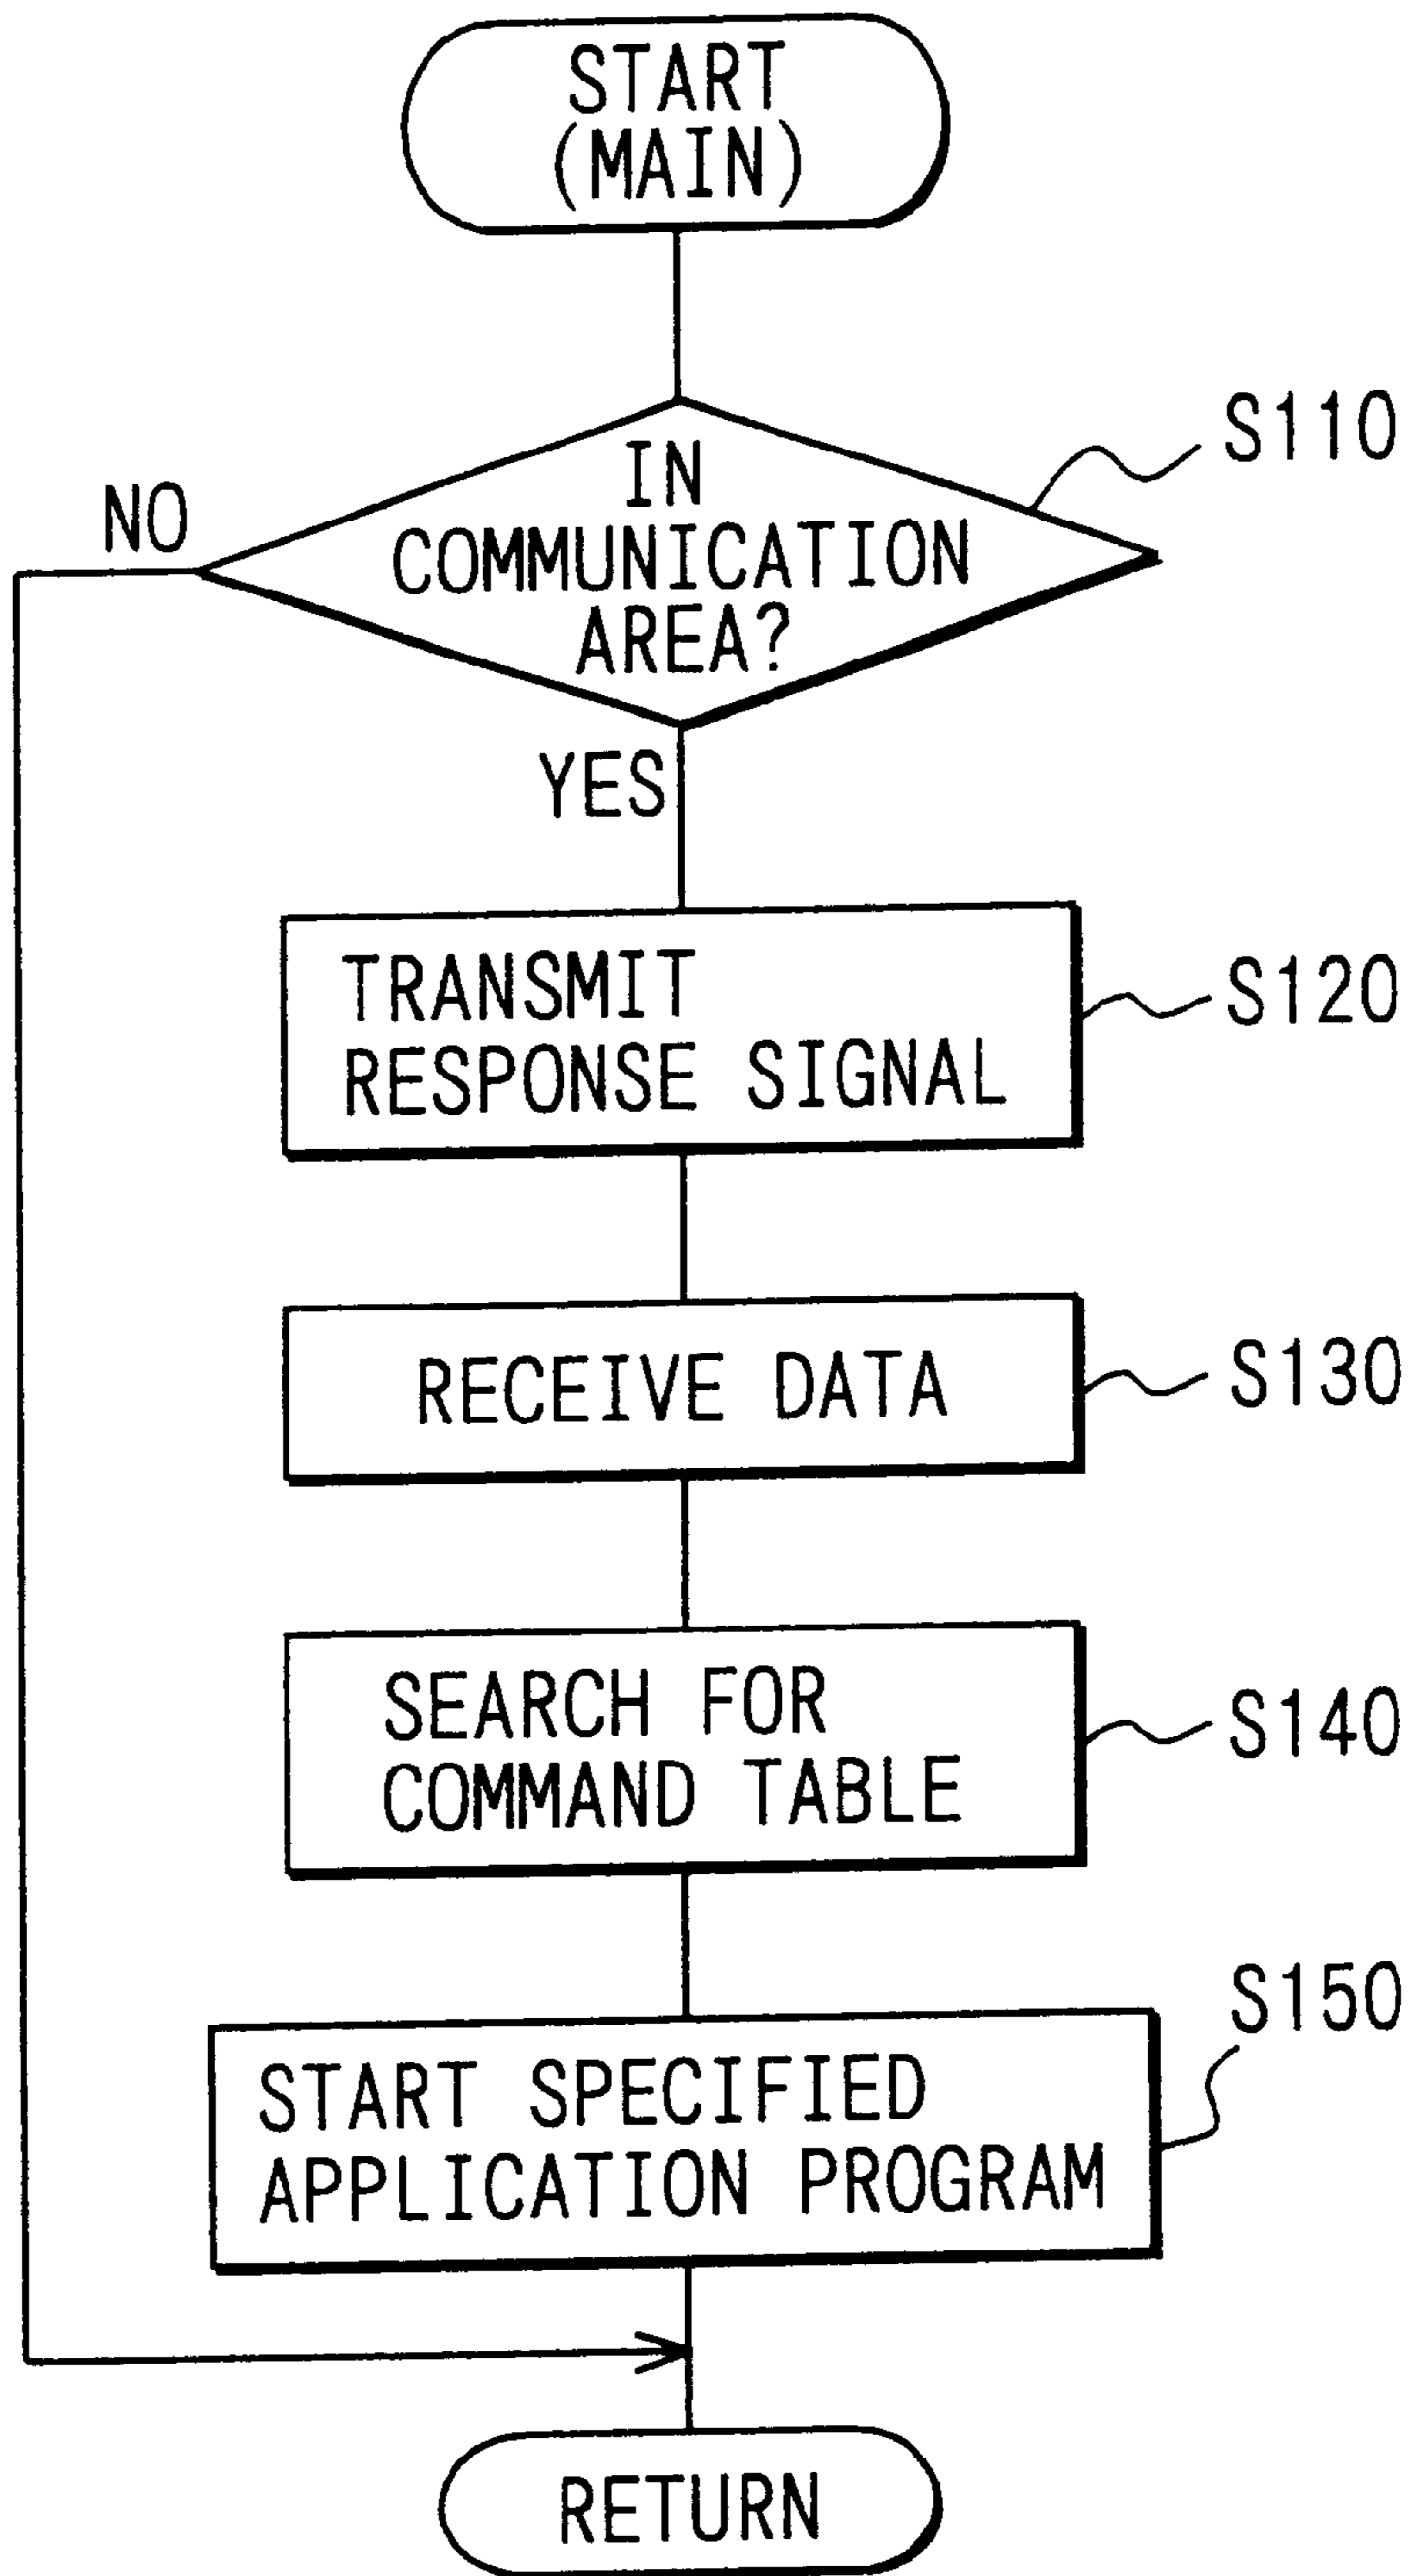 START
(MAIN)
S110
IN
NO
COMMUNICATION
AREA?
YES
TRANSMIT
RESPONSE SIGNAL
S120
RECEIVE DATA
S130
SEARCH FOR
COMMAND TABLE
S140
S150
START SPECIFIED
APPLICATION PROGRAM
RETURN